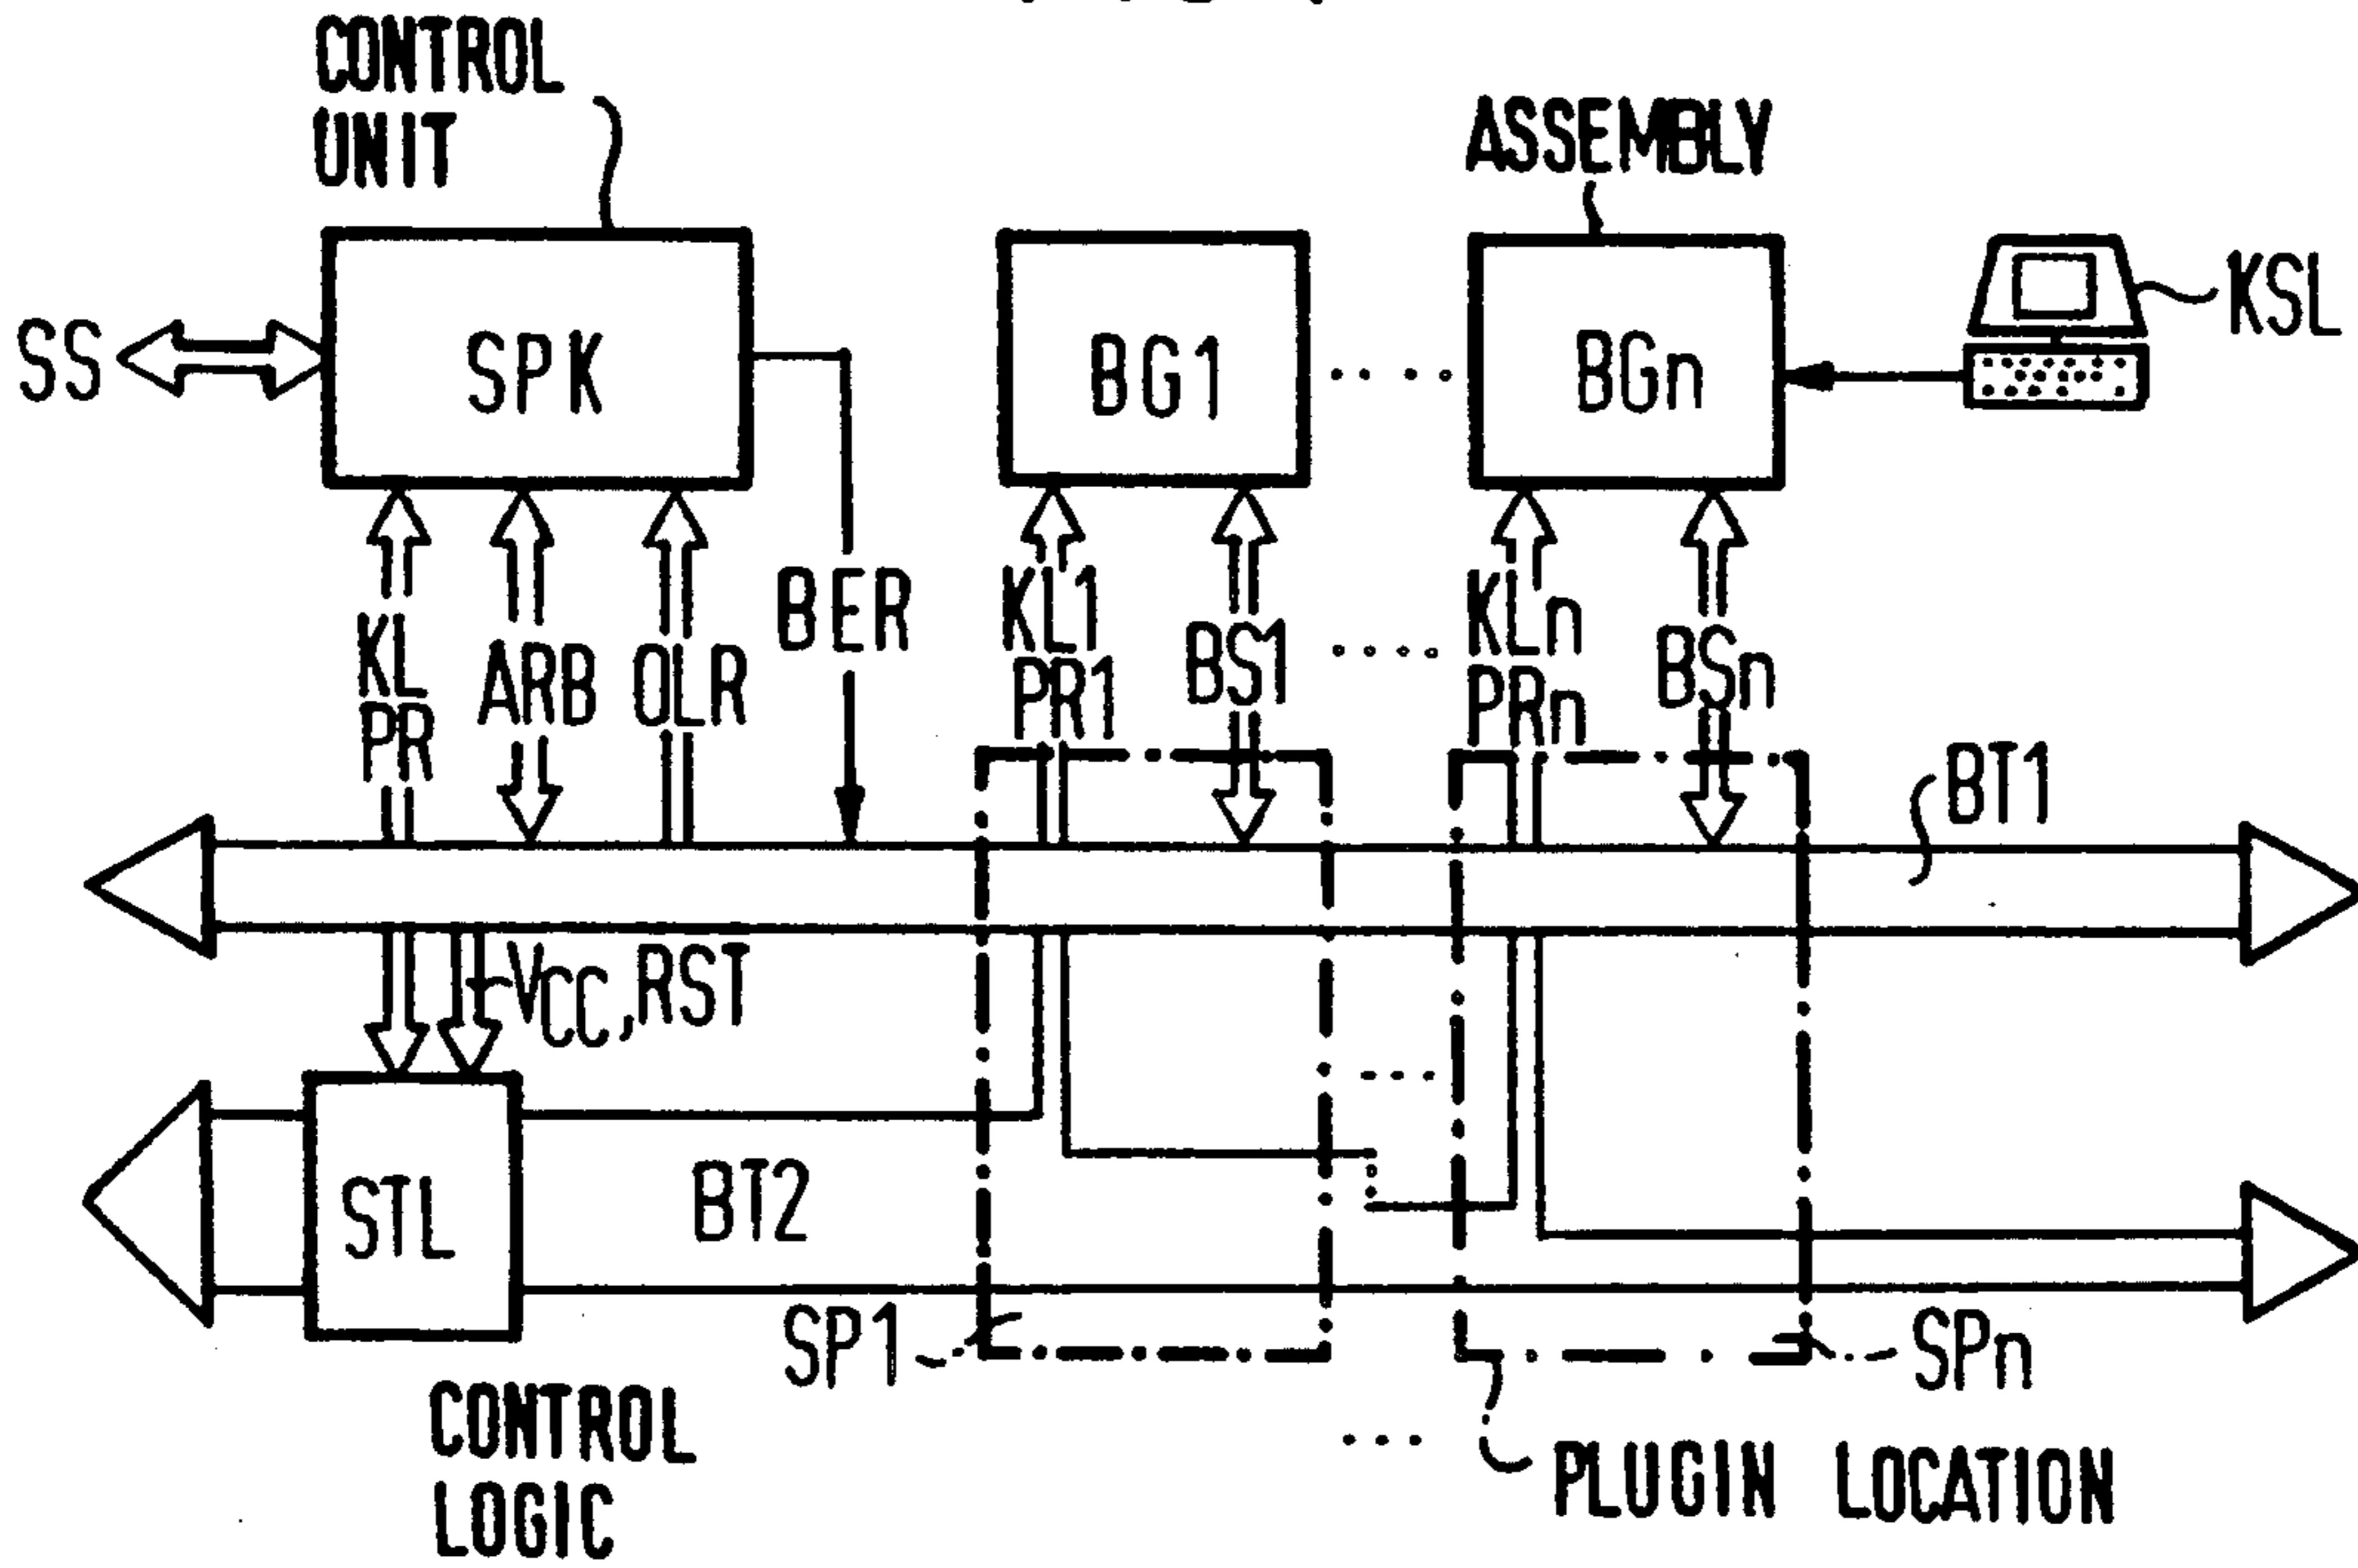 CONTROL
UNIT
ASSEMBLY
SS
SPK
BG1
BGn
KSL
KL
PR
ARB
OLR
BER
KL1
PR1
BS1
KLn
PRn
BSn
BT1
VCC,RST
STL
BT2
SP1
SPn
CONTROL
LOGIC
PLUGIN LOCATION